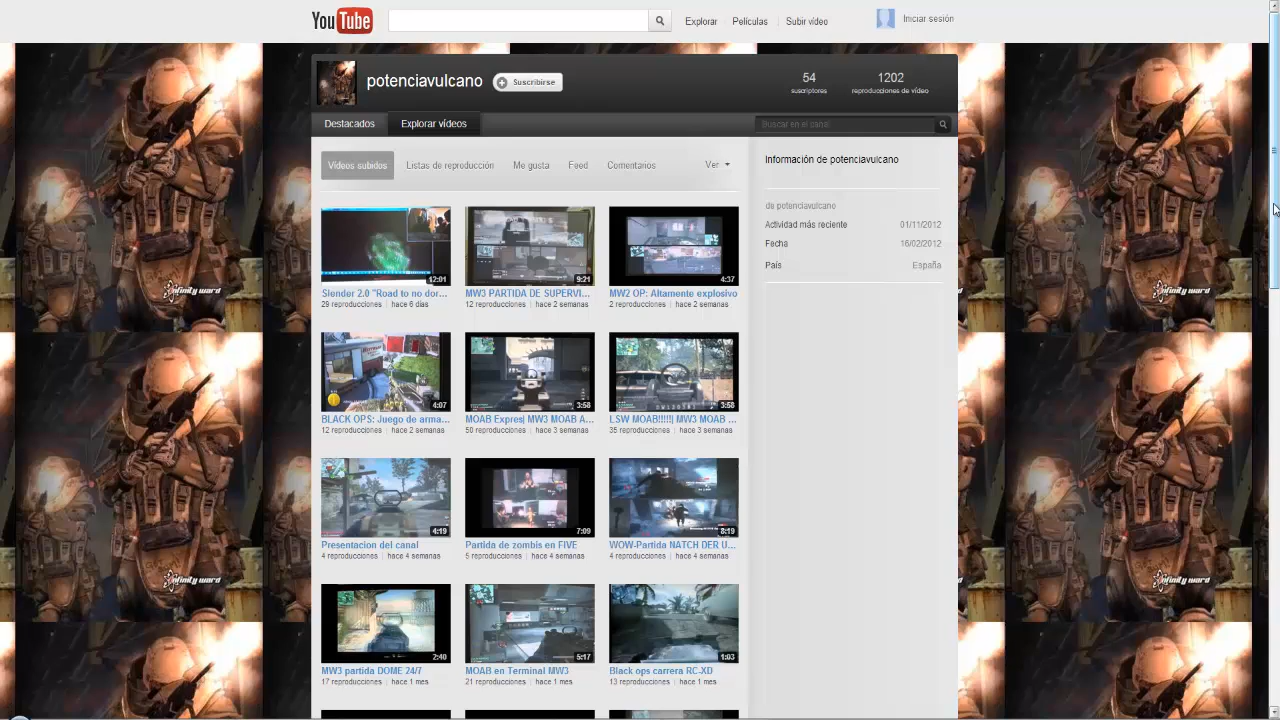 YouTube
Explorar Películas Subir vídeo
Iniciar sesión
potenciavulcano
Suscribirse
54
suscriptores
1202
reproducciones de vídeo
Destacados
Explorar vídeos
Buscar en el canal
Vídeos subidos
Listas de reproducción
Me gusta
Feed
Comentarios
Ver
Información de potenciavulcano
de potenciavulcano
Actividad más reciente 01/11/2012
Fecha 16/02/2012
País España
12:01
9:21
4:37
Slender 2.0 "Road to no dor...
29 reproducciones hace 6 días
MW3 PARTIDA DE SUPERVI...
12 reproducciones hace 2 semanas
MW2 OP: Altamente explosivo
2 reproducciones hace 2 semanas
4:07
3:58
3:58
BLACK OPS: Juego de arma...
12 reproducciones hace 2 semanas
MOAB Expres| MW3 MOAB A...
50 reproducciones hace 3 semanas
LSW MOAB!!!!!| MW3 MOAB ...
35 reproducciones hace 3 semanas
4:19
7:09
8:19
Presentacion del canal
4 reproducciones hace 4 semanas
Partida de zombis en FIVE
5 reproducciones hace 4 semanas
WOW-Partida NATCH DER U...
4 reproducciones hace 4 semanas
2:40
5:17
1:03
MW3 partida DOME 24/7
17 reproducciones hace 1 mes
MOAB en Terminal MW3
21 reproducciones hace 1 mes
Black ops carrera RC-XD
13 reproducciones hace 1 mes
infinity ward
infinity ward
infinity ward
infinity ward